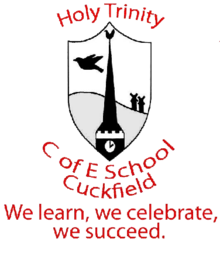 Holy Trinity
C of E School
Cuckfield
We learn, we celebrate,
we succeed.